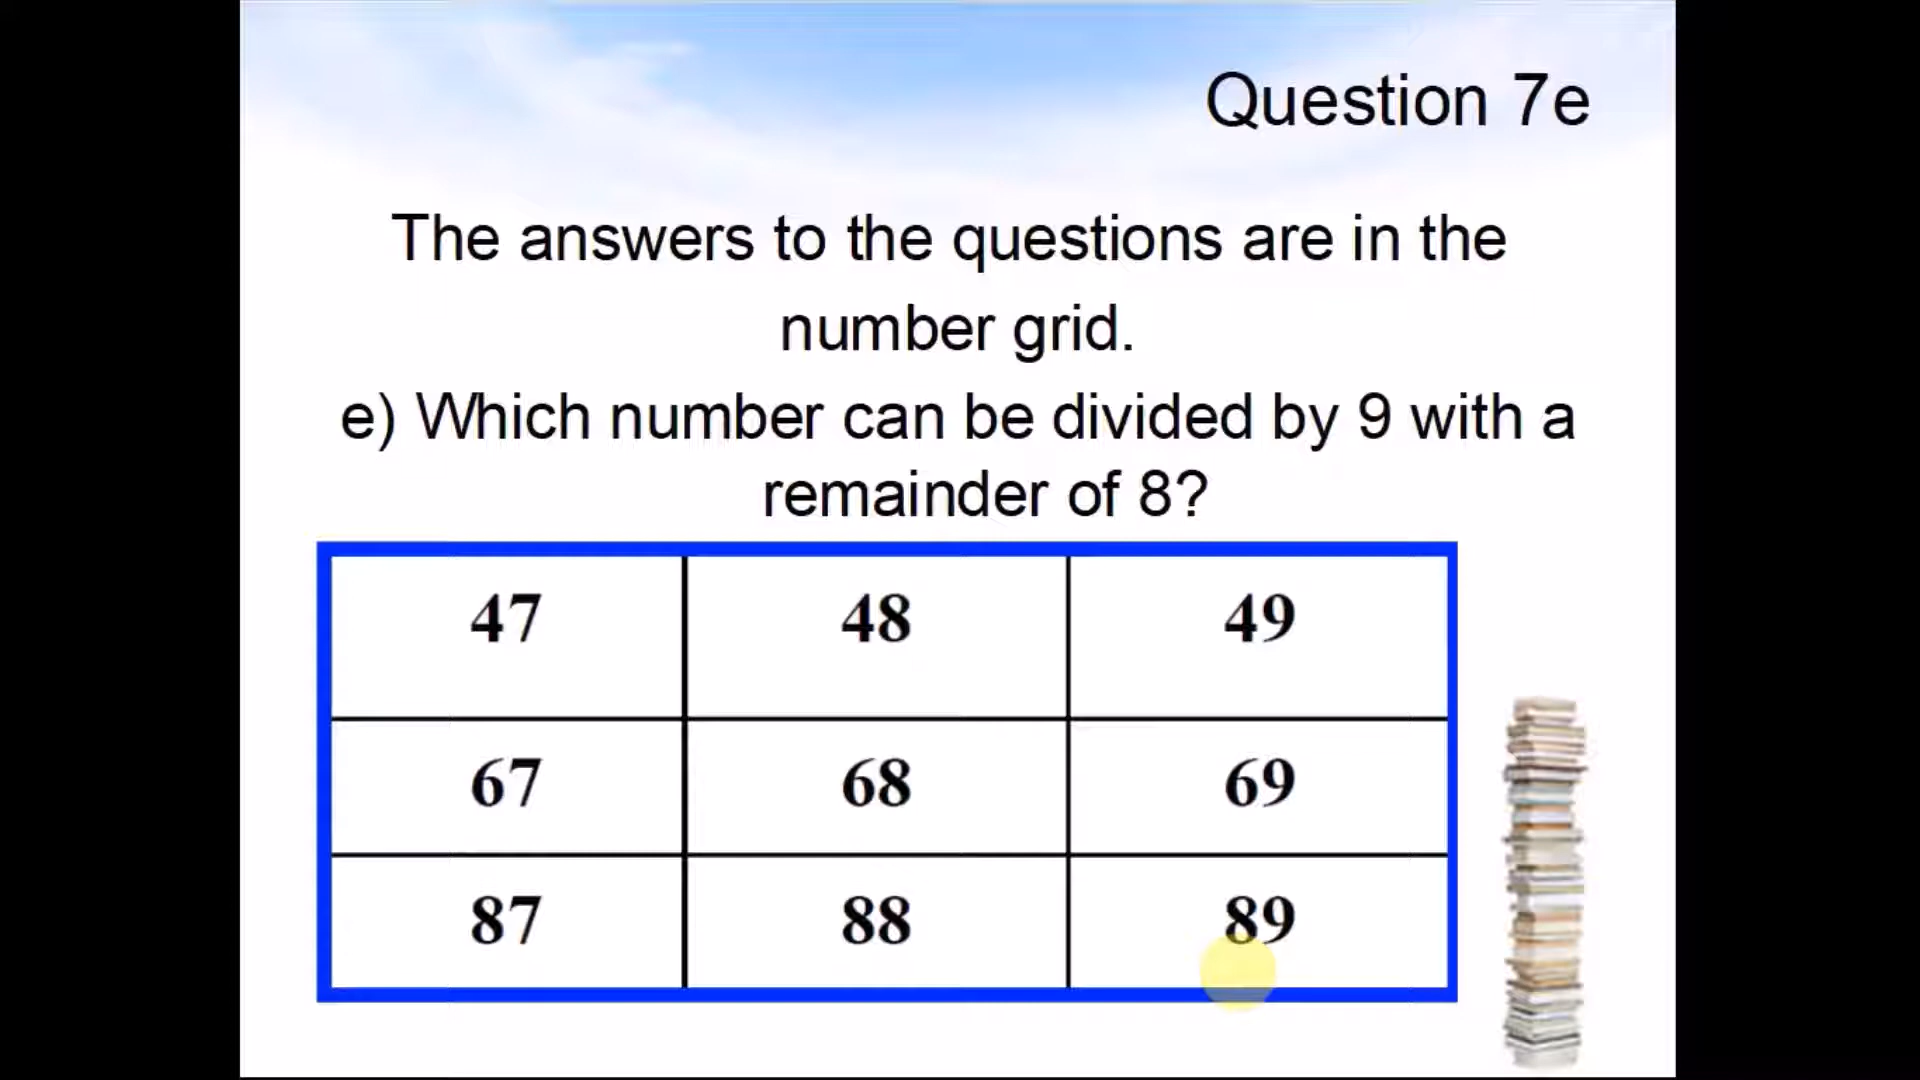 Question 7e
The answers to the questions are in the
number grid.
e) Which number can be divided by 9 with a
remainder of 8?
47 48 49
67 68 69
87 88 89